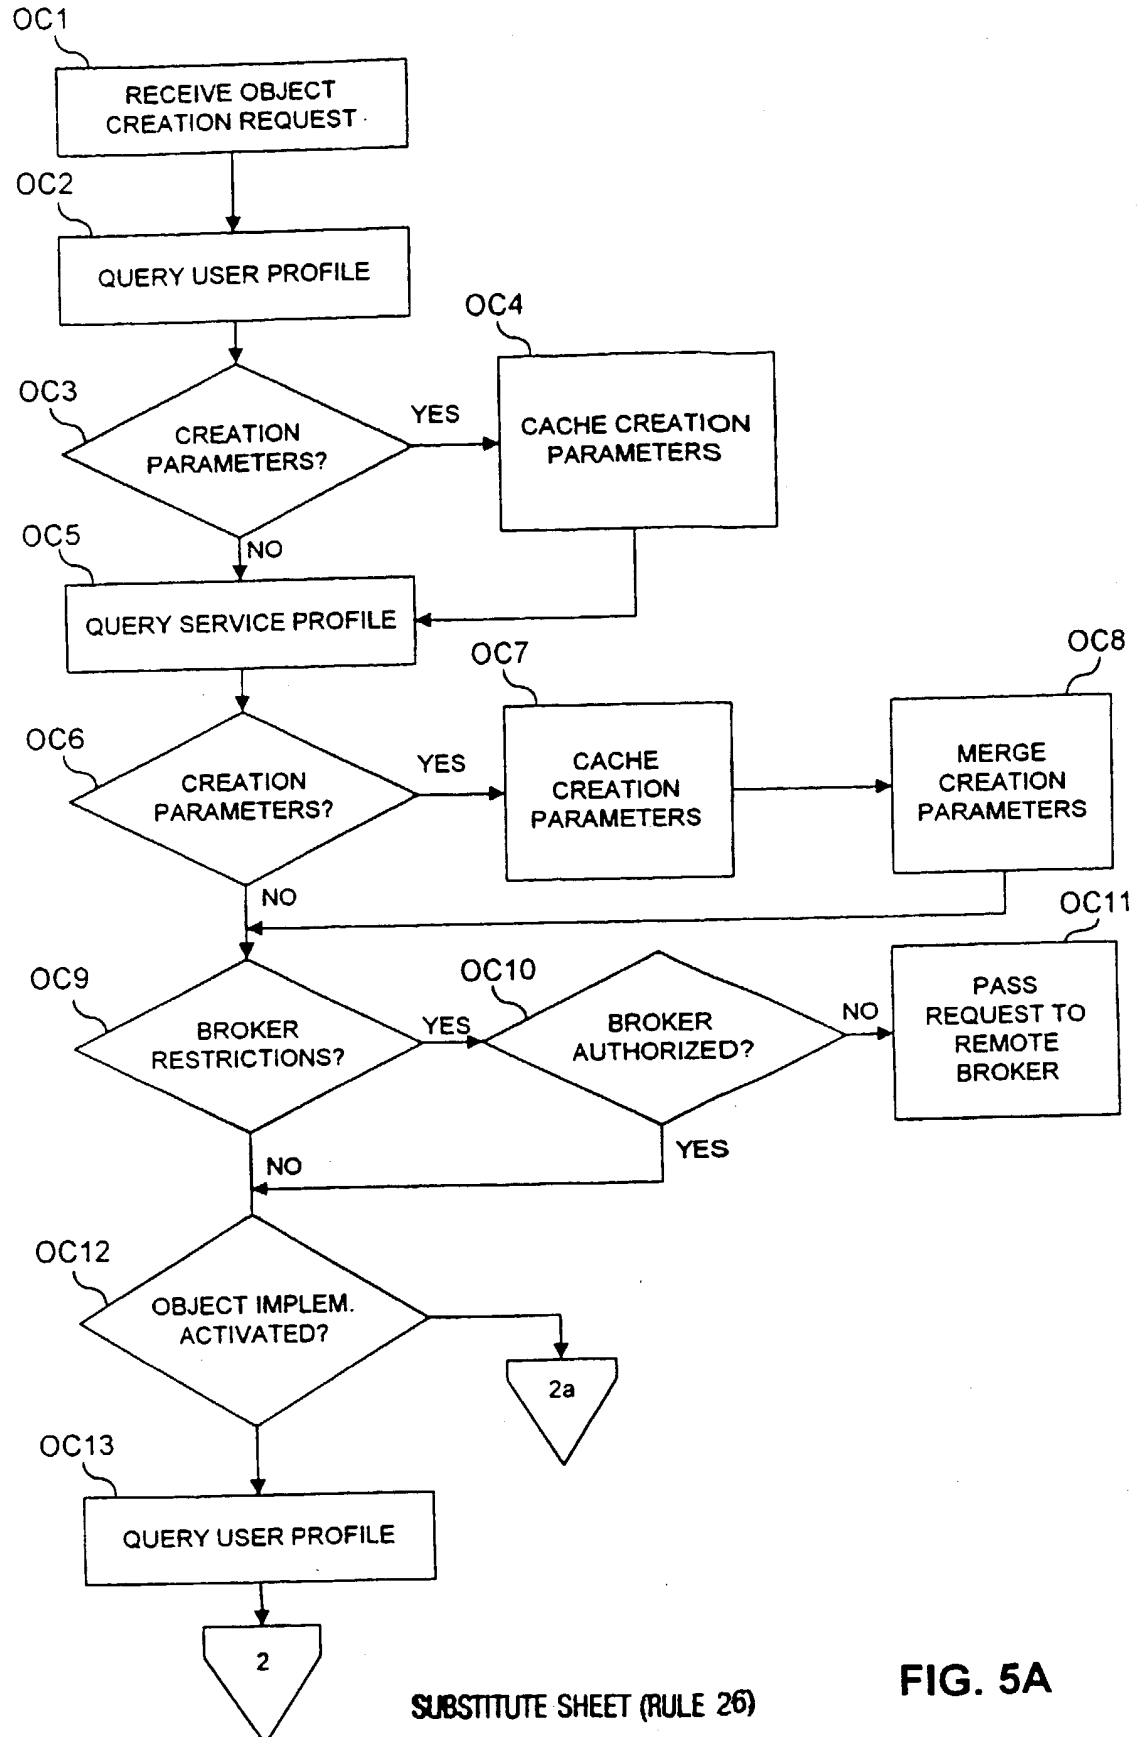 OC1
RECEIVE OBJECT
CREATION REQUEST
OC2
QUERY USER PROFILE
OC4
OC3
YES
CREATION
PARAMETERS?
CACHE CREATION
PARAMETERS
OC5
NO
QUERY SERVICE PROFILE
OC7
OC8
OC6
YES
CREATION
PARAMETERS?
CACHE
CREATION
PARAMETERS
MERGE
CREATION
PARAMETERS
NO
OC11
OC9
OC10
BROKER
RESTRICTIONS?
YES
BROKER
AUTHORIZED?
NO
PASS
REQUEST TO
REMOTE
BROKER
NO
YES
OC12
OBJECT IMPLEM.
ACTIVATED?
2a
OC13
QUERY USER PROFILE
2
SUBSTITUTE SHEET (RULE 26)
FIG. 5A